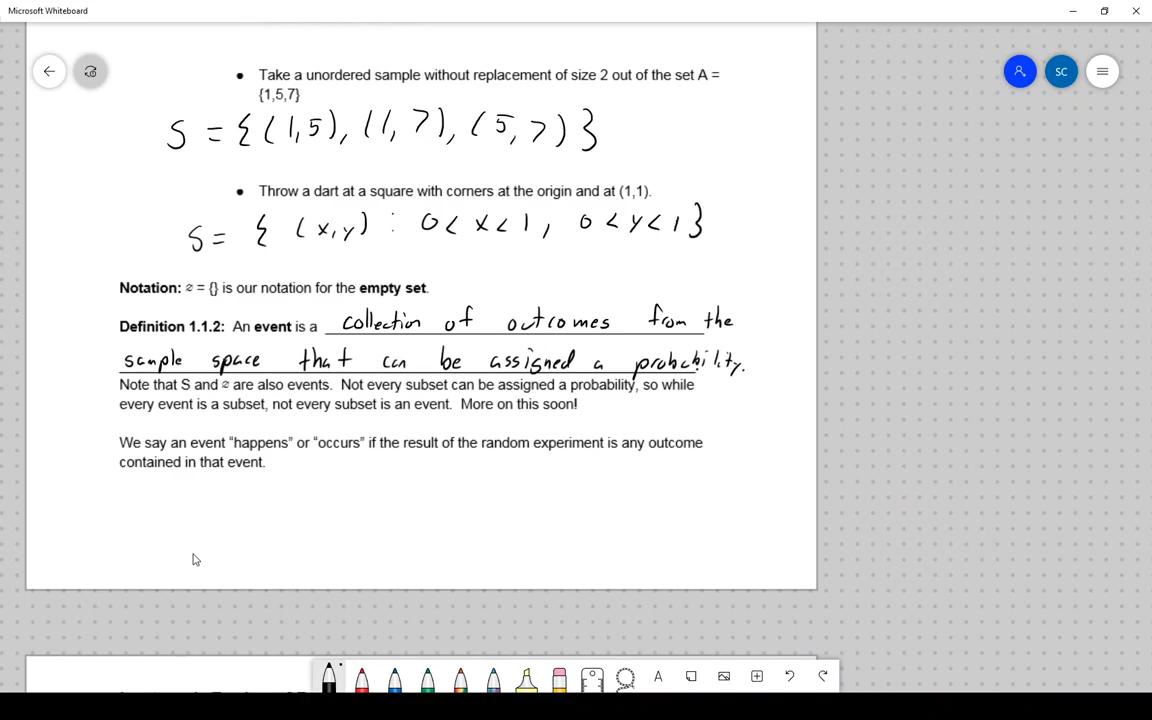 Microsoft Whiteboard
• Take a unordered sample without replacement of size 2 out of the set A =
{1,5,7}
S = { (1,5), (1,7), (5,7) }
SC
• Throw a dart at a square with corners at the origin and at (1,1).
S = { (x,y) : 0 < x < 1, 0 < y < 1 }
Notation: ∅ = {} is our notation for the empty set.
Definition 1.1.2: An event is a collection of outcomes from the
sample space that can be assigned a probability.
Note that S and ∅ are also events. Not every subset can be assigned a probability, so while
every event is a subset, not every subset is an event. More on this soon!
We say an event “happens” or “occurs” if the result of the random experiment is any outcome
contained in that event.
A